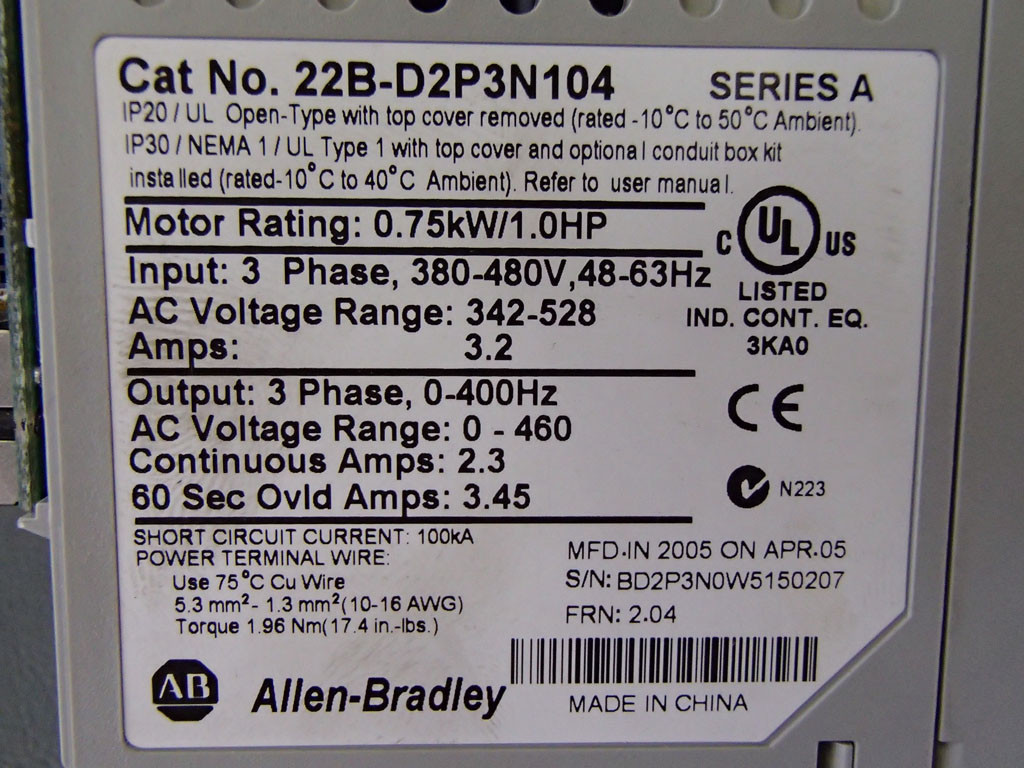 Cat No. 22B-D2P3N104 SERIES A
IP20 / UL Open-Type with top cover removed (rated -10°C to 50°C Ambient).
IP30 / NEMA 1 / UL Type 1 with top cover and optional conduit box kit
installed (rated-10°C to 40°C Ambient). Refer to user manual.
Motor Rating: 0.75kW/1.0HP
C UL US
Input: 3 Phase, 380-480V,48-63Hz
LISTED
AC Voltage Range: 342-528
IND. CONT. EQ.
Amps: 3.2
3KA0
Output: 3 Phase, 0-400Hz
CE
AC Voltage Range: 0 - 460
Continuous Amps: 2.3
60 Sec Ovld Amps: 3.45
N223
SHORT CIRCUIT CURRENT: 100kA
POWER TERMINAL WIRE:
Use 75°C Cu Wire
5.3 mm²- 1.3 mm²(10-16 AWG)
Torque 1.96 Nm(17.4 in.-lbs.)
MFD.IN 2005 ON APR.05
S/N: BD2P3N0W5150207
FRN: 2.04
AB Allen-Bradley
MADE IN CHINA